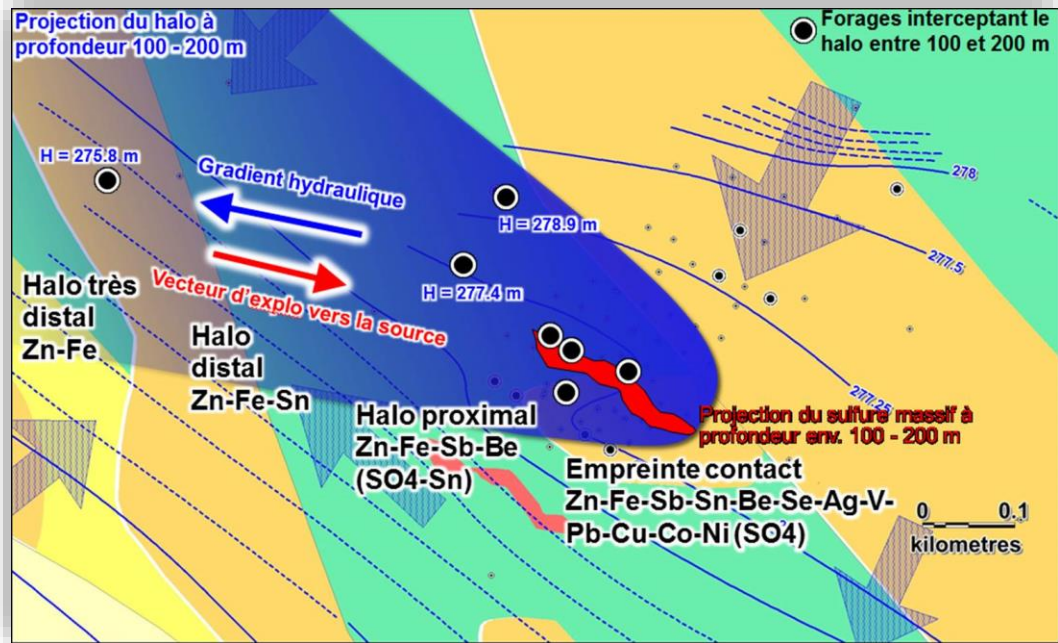 Projection du halo à
profondeur 100 - 200 m
Forages interceptant le
halo entre 100 et 200 m
H = 275.8 m
Gradient hydraulique
278
H = 278.9 m
277.5
Vecteur d'explo vers la source
H = 277.4 m
Halo très
distal
Zn-Fe
Halo
distal
Zn-Fe-Sn
277.25
Halo proximal
Zn-Fe-Sb-Be
(SO4-Sn)
Projection du sulfure massif à
profondeur env. 100 - 200 m
Empreinte contact
Zn-Fe-Sb-Sn-Be-Se-Ag-V-
Pb-Cu-Co-Ni (SO4)
0 0.1
kilometres